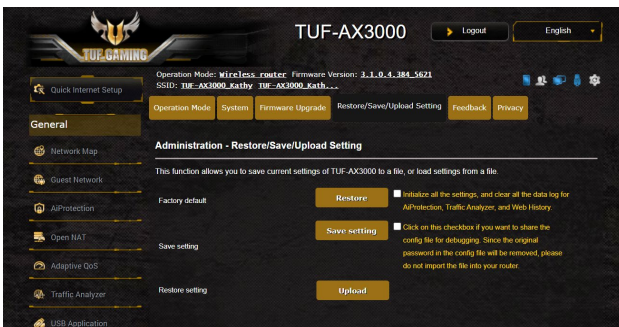 TUF GAMING
TUF-AX3000
Logout
English
Quick Internet Setup
Operation Mode: Wireless router Firmware Version: 3.1.0.4.384_5621
SSID: TUF-AX3000_Kathy TUF-AX3000_Kath...
Operation Mode System Firmware Upgrade Restore/Save/Upload Setting Feedback Privacy
General
Network Map
Guest Network
AiProtection
Open NAT
Adaptive QoS
Traffic Analyzer
USB Application
Administration - Restore/Save/Upload
Setting
This function allows you to save current settings of TUF-AX3000 to a file, or load settings from a file.
Factory default
Restore
Initialize all the settings, and clear all the data log for
AiProtection, Traffic Analyzer, and Web History.
Save setting
Save setting
Click on this checkbox if you want to share the
config file for debugging. Since the original
password in the config file will be removed, please
do not import the file into your router.
Restore setting
Upload